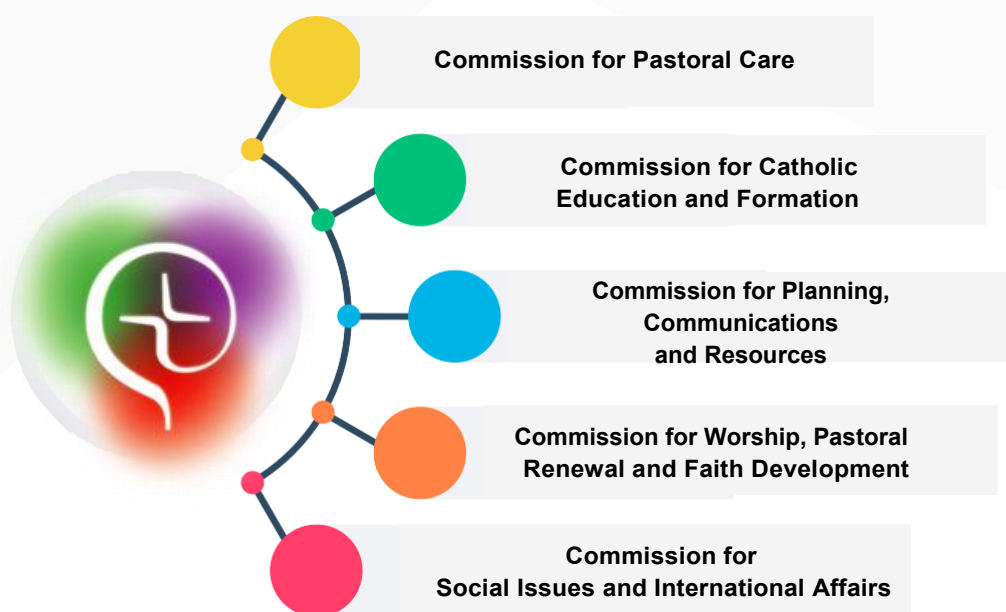 Commission for Pastoral Care
Commission for Catholic
Education and Formation
Commission for Planning,
Communications
and Resources
Commission for Worship, Pastoral
Renewal and Faith Development
Commission for
Social Issues and International Affairs